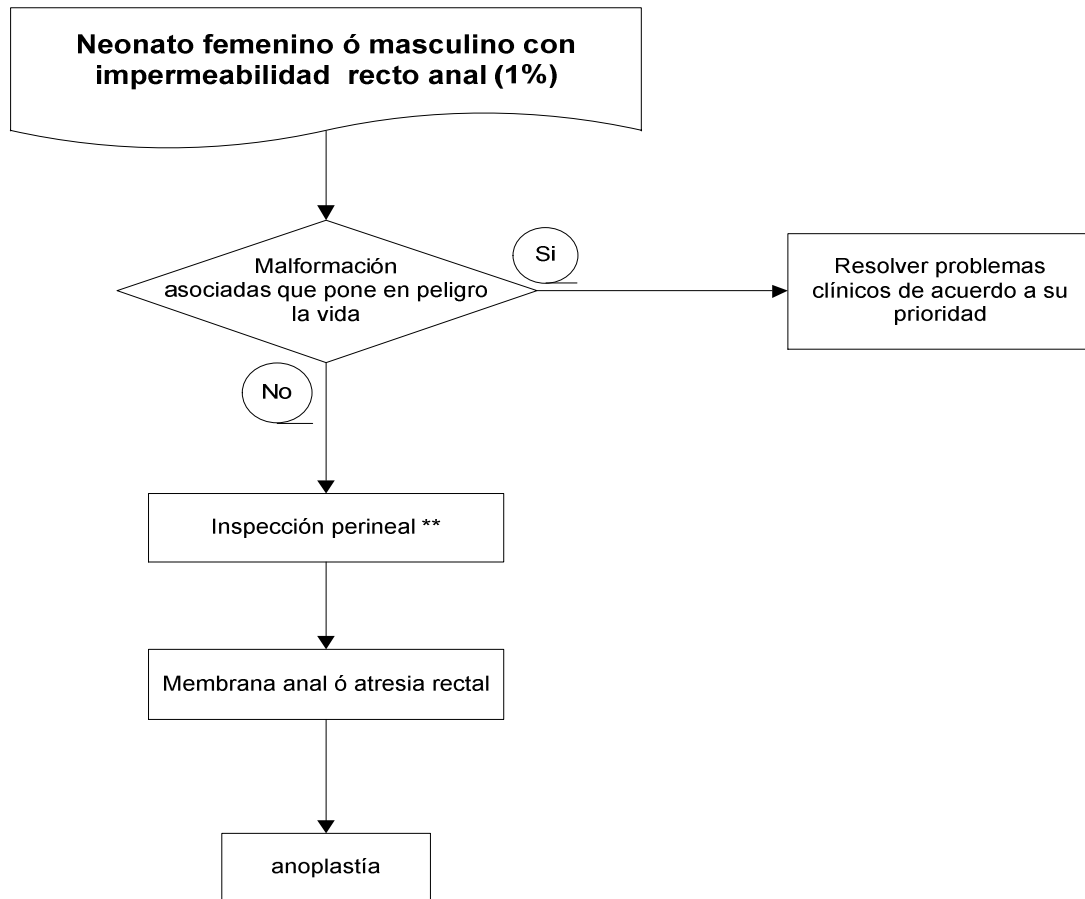 Neonato femenino ó masculino con
impermeabilidad recto anal (1%)
Malformación
asociadas que pone en peligro
la vida
Si
Resolver problemas
clínicos de acuerdo a su
prioridad
No
Inspección perineal **
Membrana anal ó atresia rectal
anoplastía